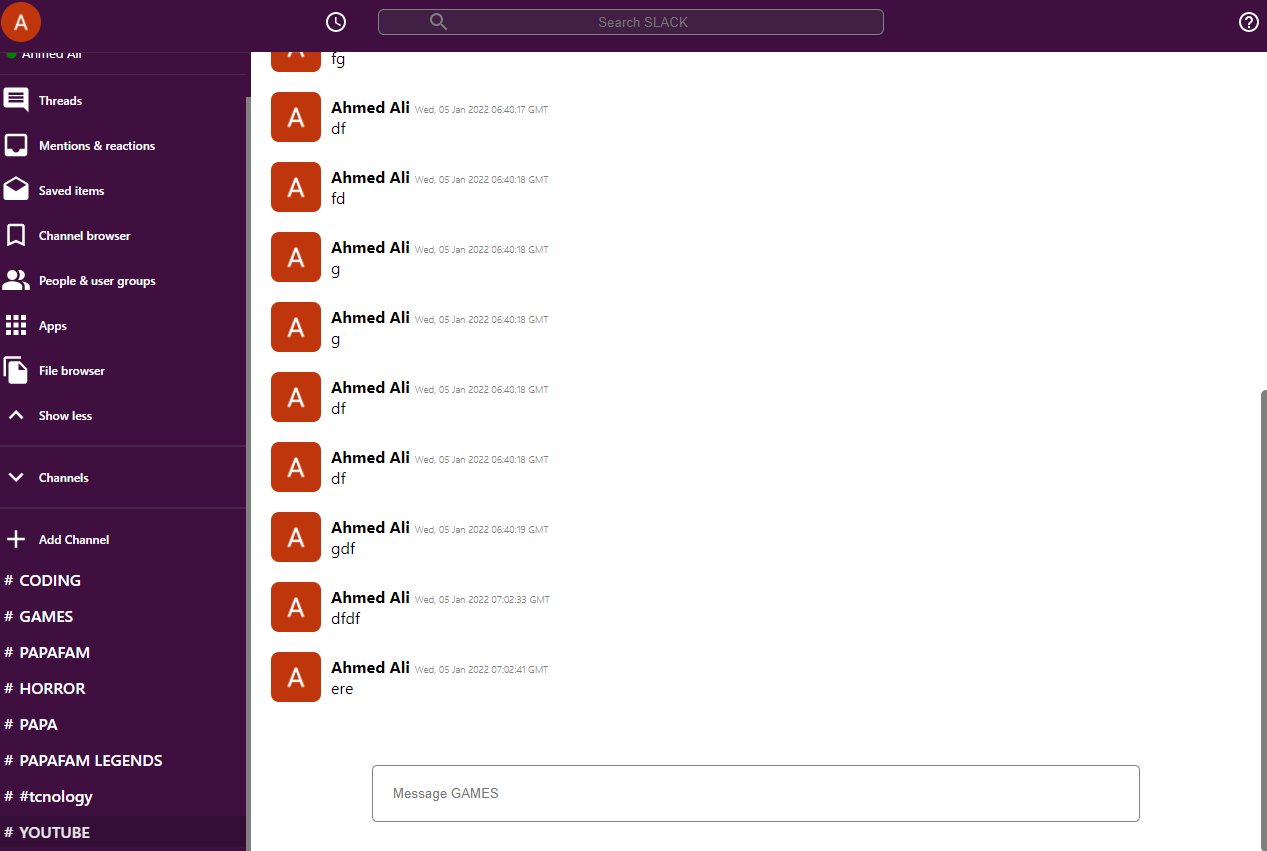 A
Search SLACK
Ahmed Ali
Threads
Mentions & reactions
Saved items
Channel browser
People & user groups
Apps
File browser
Show less
Channels
Add Channel
# CODING
# GAMES
# PAPAFAM
# HORROR
# PAPA
# PAPAFAM LEGENDS
# #tcnology
# YOUTUBE
A
fg
A
Ahmed Ali Wed, 05 Jan 2022 06:40:17 GMT
df
A
Ahmed Ali Wed, 05 Jan 2022 06:40:18 GMT
fd
A
Ahmed Ali Wed, 05 Jan 2022 06:40:18 GMT
g
A
Ahmed Ali Wed, 05 Jan 2022 06:40:18 GMT
g
A
Ahmed Ali Wed, 05 Jan 2022 06:40:18 GMT
df
A
Ahmed Ali Wed, 05 Jan 2022 06:40:18 GMT
df
A
Ahmed Ali Wed, 05 Jan 2022 06:40:19 GMT
gdf
A
Ahmed Ali Wed, 05 Jan 2022 07:02:33 GMT
dfdf
A
Ahmed Ali Wed, 05 Jan 2022 07:02:41 GMT
ere
Message GAMES